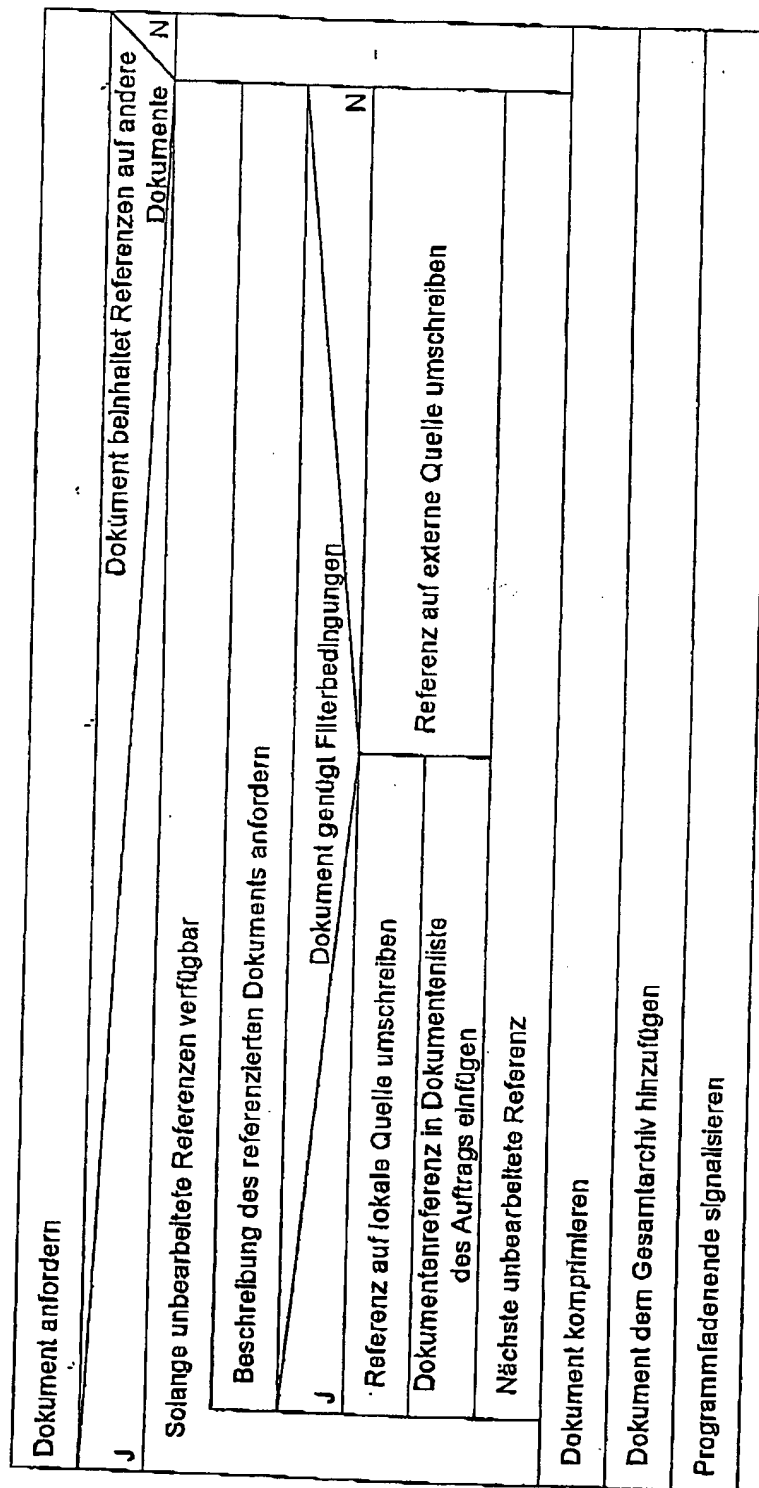 Dokument anfordern
Dokument beinhaltet Referenzen auf andere
Dokumente
J
N
Solange unbearbeitete Referenzen verfügbar
Beschreibung des referenzierten Dokuments anfordern
Dokument genügt Filterbedingungen
J
N
Referenz auf lokale Quelle umschreiben
Dokumentenreferenz in Dokumentenliste
des Auftrags einfügen
Referenz auf externe Quelle umschreiben
Nächste unbearbeitete Referenz
Dokument komprimieren
Dokument dem Gesamtarchiv hinzufügen
Programmfadenende signalisieren